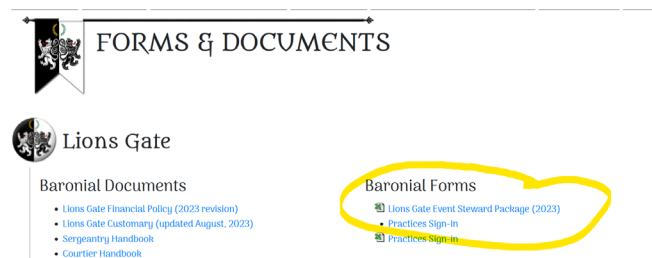 FORMS & DOCUMENTS
Lions Gate
Baronial Documents
Lions Gate Financial Policy (2023 revision)
Lions Gate Customary (updated August, 2023)
Sergeantry Handbook
Courtier Handbook
Baronial Forms
Lions Gate Event Steward Package (2023)
Practices Sign-In
Practices Sign-in